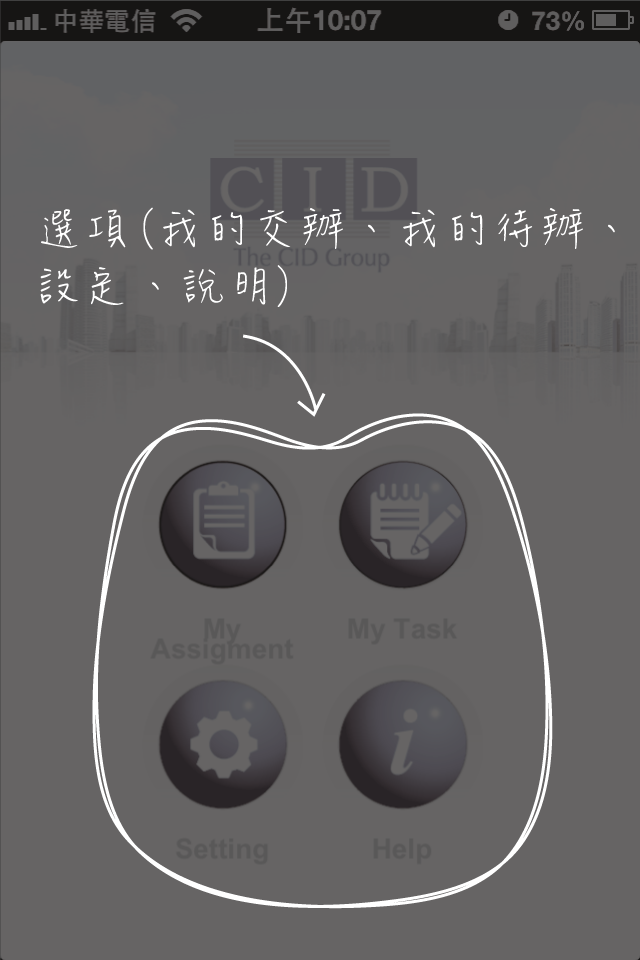 中華電信 上午10:07 73%
CID
選項(我的交辦、我的待辦、
The CID Group
設定、說明)
My Assigment
My Task
Setting
Help